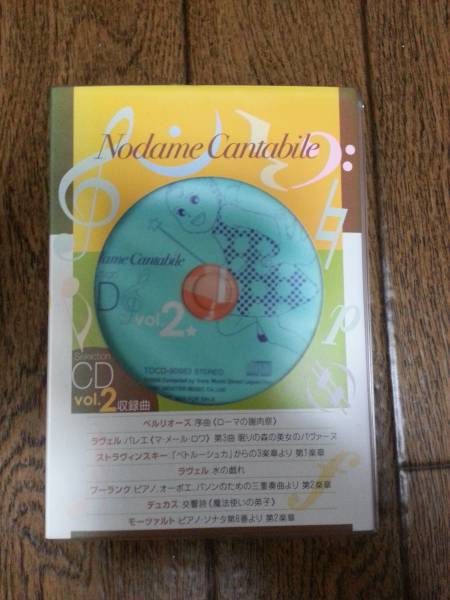 Nodame Cantabile
ame Cantabile
D
vol.2
TDCD-90983 STEREO
Selection
CD
vol.2収録曲
ベルリオーズ 序曲《ローマの謝肉祭》
ラヴェル バレエ《マ・メール・ロワ》 第3曲 眠りの森の美女のパヴァーヌ
ストラヴィンスキー:「ペトルーシュカ」からの3楽章より 第1楽章
ラヴェル 水の戯れ
プーランク ピアノ、オーボエ、バソンのための三重奏曲より 第2楽章
デュカス 交響詩《魔法使いの弟子》
モーツァルト ピアノ・ソナタ第8番より 第2楽章